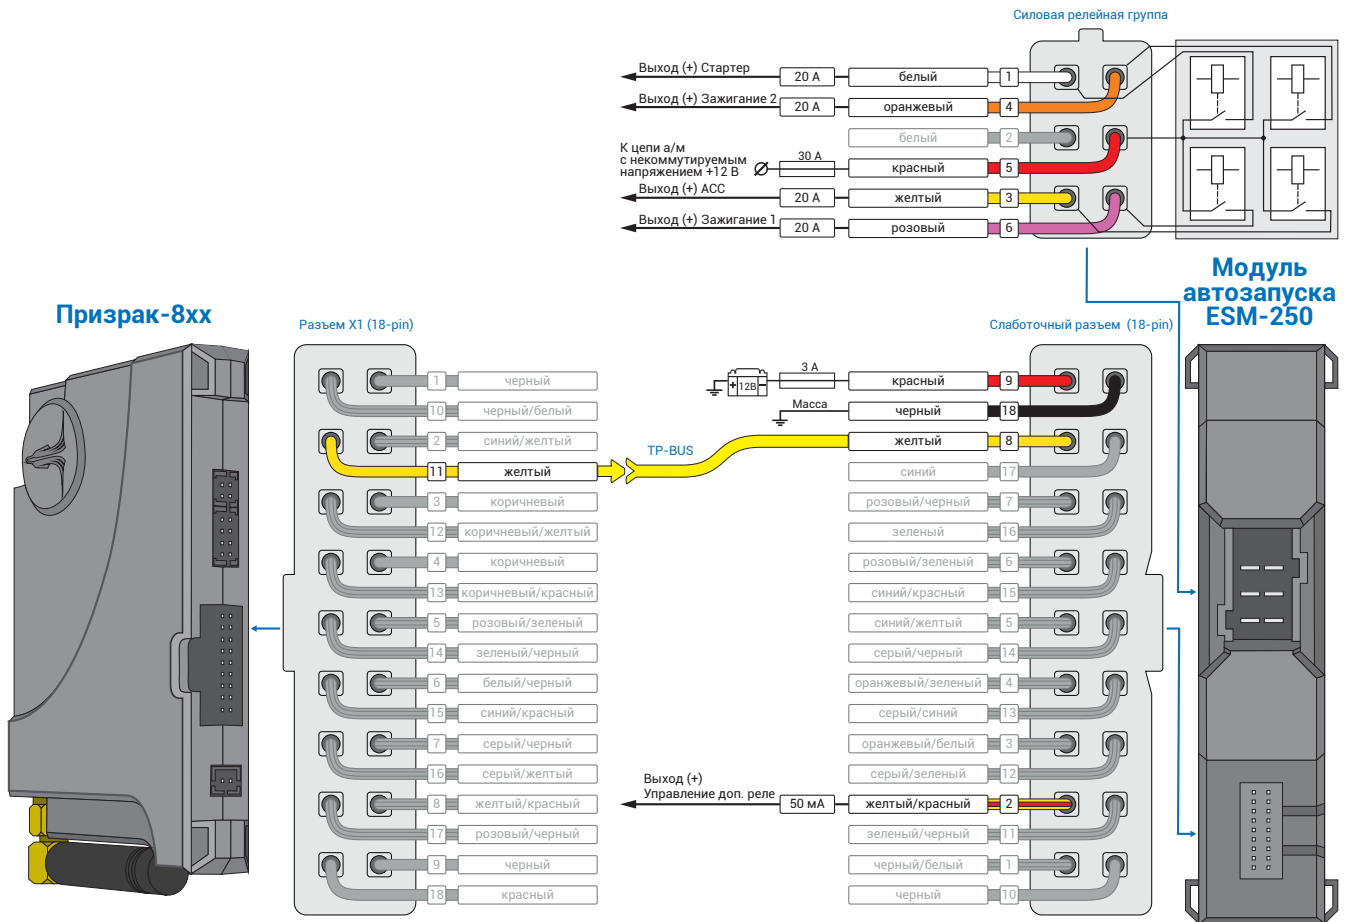 Силовая релейная группа
Выход (+) Стартер 20 А белый 1
Выход (+) Зажигание 2 20 А оранжевый 4
белый 2
К цепи а/м
с некоммутируемым
напряжением +12 В
30 А красный 5
Выход (+) АСС 20 А желтый 3
Выход (+) Зажигание 1 20 А розовый 6
Модуль
автозапуска
ESM-250
Призрак-8хх
Разъем X1 (18-pin)
1 черный
10 черный/белый
2 синий/желтый
11 желтый
3 коричневый
12 коричневый/желтый
4 коричневый
13 коричневый/красный
5 розовый/зеленый
14 зеленый/черный
6 белый/черный
15 синий/красный
7 серый/черный
16 серый/желтый
8 желтый/красный
17 розовый/черный
9 черный
18 красный
TP-BUS
Слаботочный разъем (18-pin)
+ 12В − 3 А красный 9
Масса черный 18
желтый 8
синий 17
розовый/черный 7
зеленый 16
розовый/зеленый 6
синий/красный 15
синий/желтый 5
серый/черный 14
оранжевый/зеленый 4
серый/синий 13
оранжевый/белый 3
серый/зеленый 12
Выход (+)
Управление доп. реле 50 мА желтый/красный 2
зеленый/черный 11
черный/белый 1
черный 10